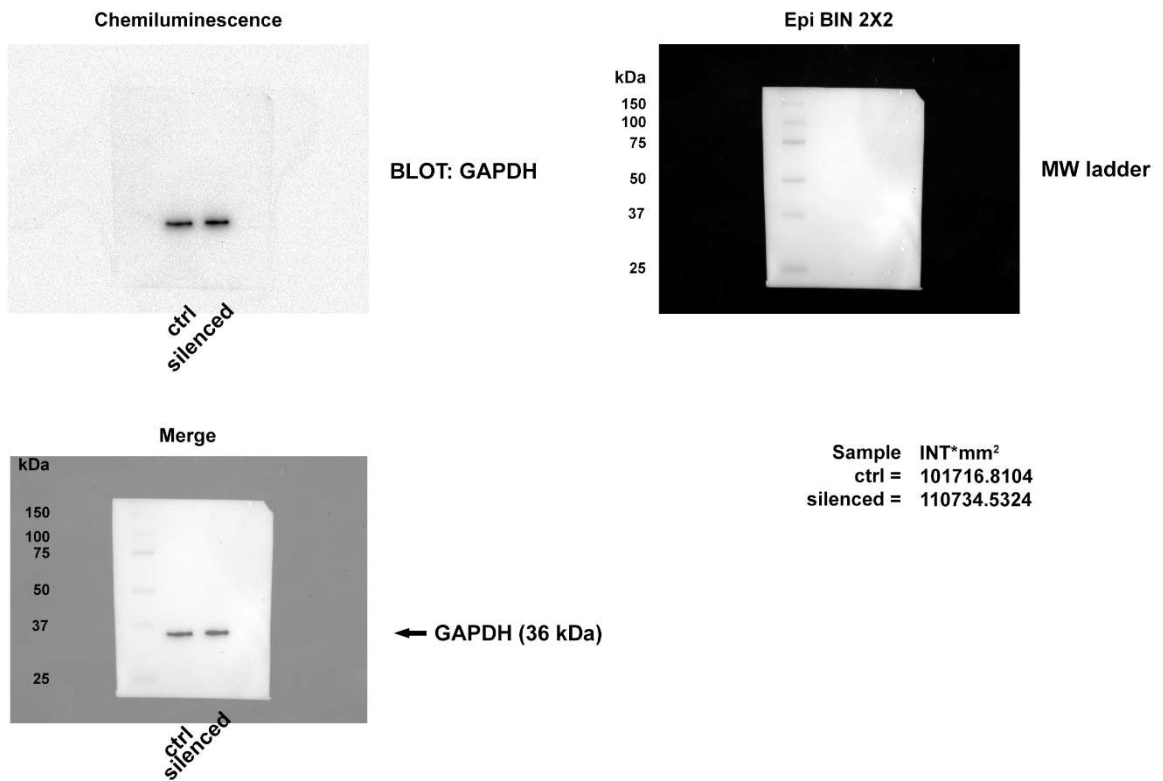 Chemiluminescence
BLOT: GAPDH
ctrl
silenced
Epi BIN 2X2
kDa
150
100
75
50
37
25
MW ladder
Merge
kDa
150
100
75
50
37
25
GAPDH (36 kDa)
ctrl
silenced
Sample INT*mm²
ctrl = 101716.8104
silenced = 110734.5324